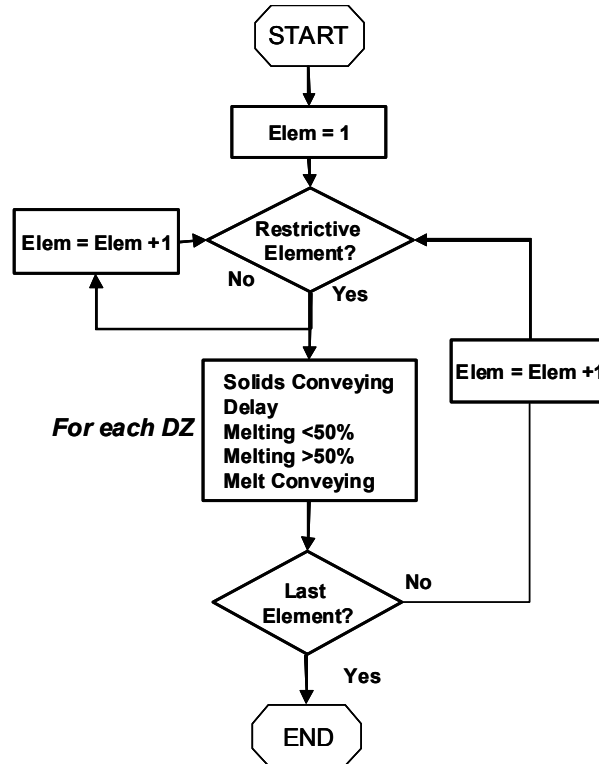 START
Elem = 1
Restrictive
Element?
Elem = Elem +1
No
Yes
Elem = Elem +1
For each DZ
Solids Conveying
Delay
Melting <50%
Melting >50%
Melt Conveying
Last
Element?
No
Yes
END